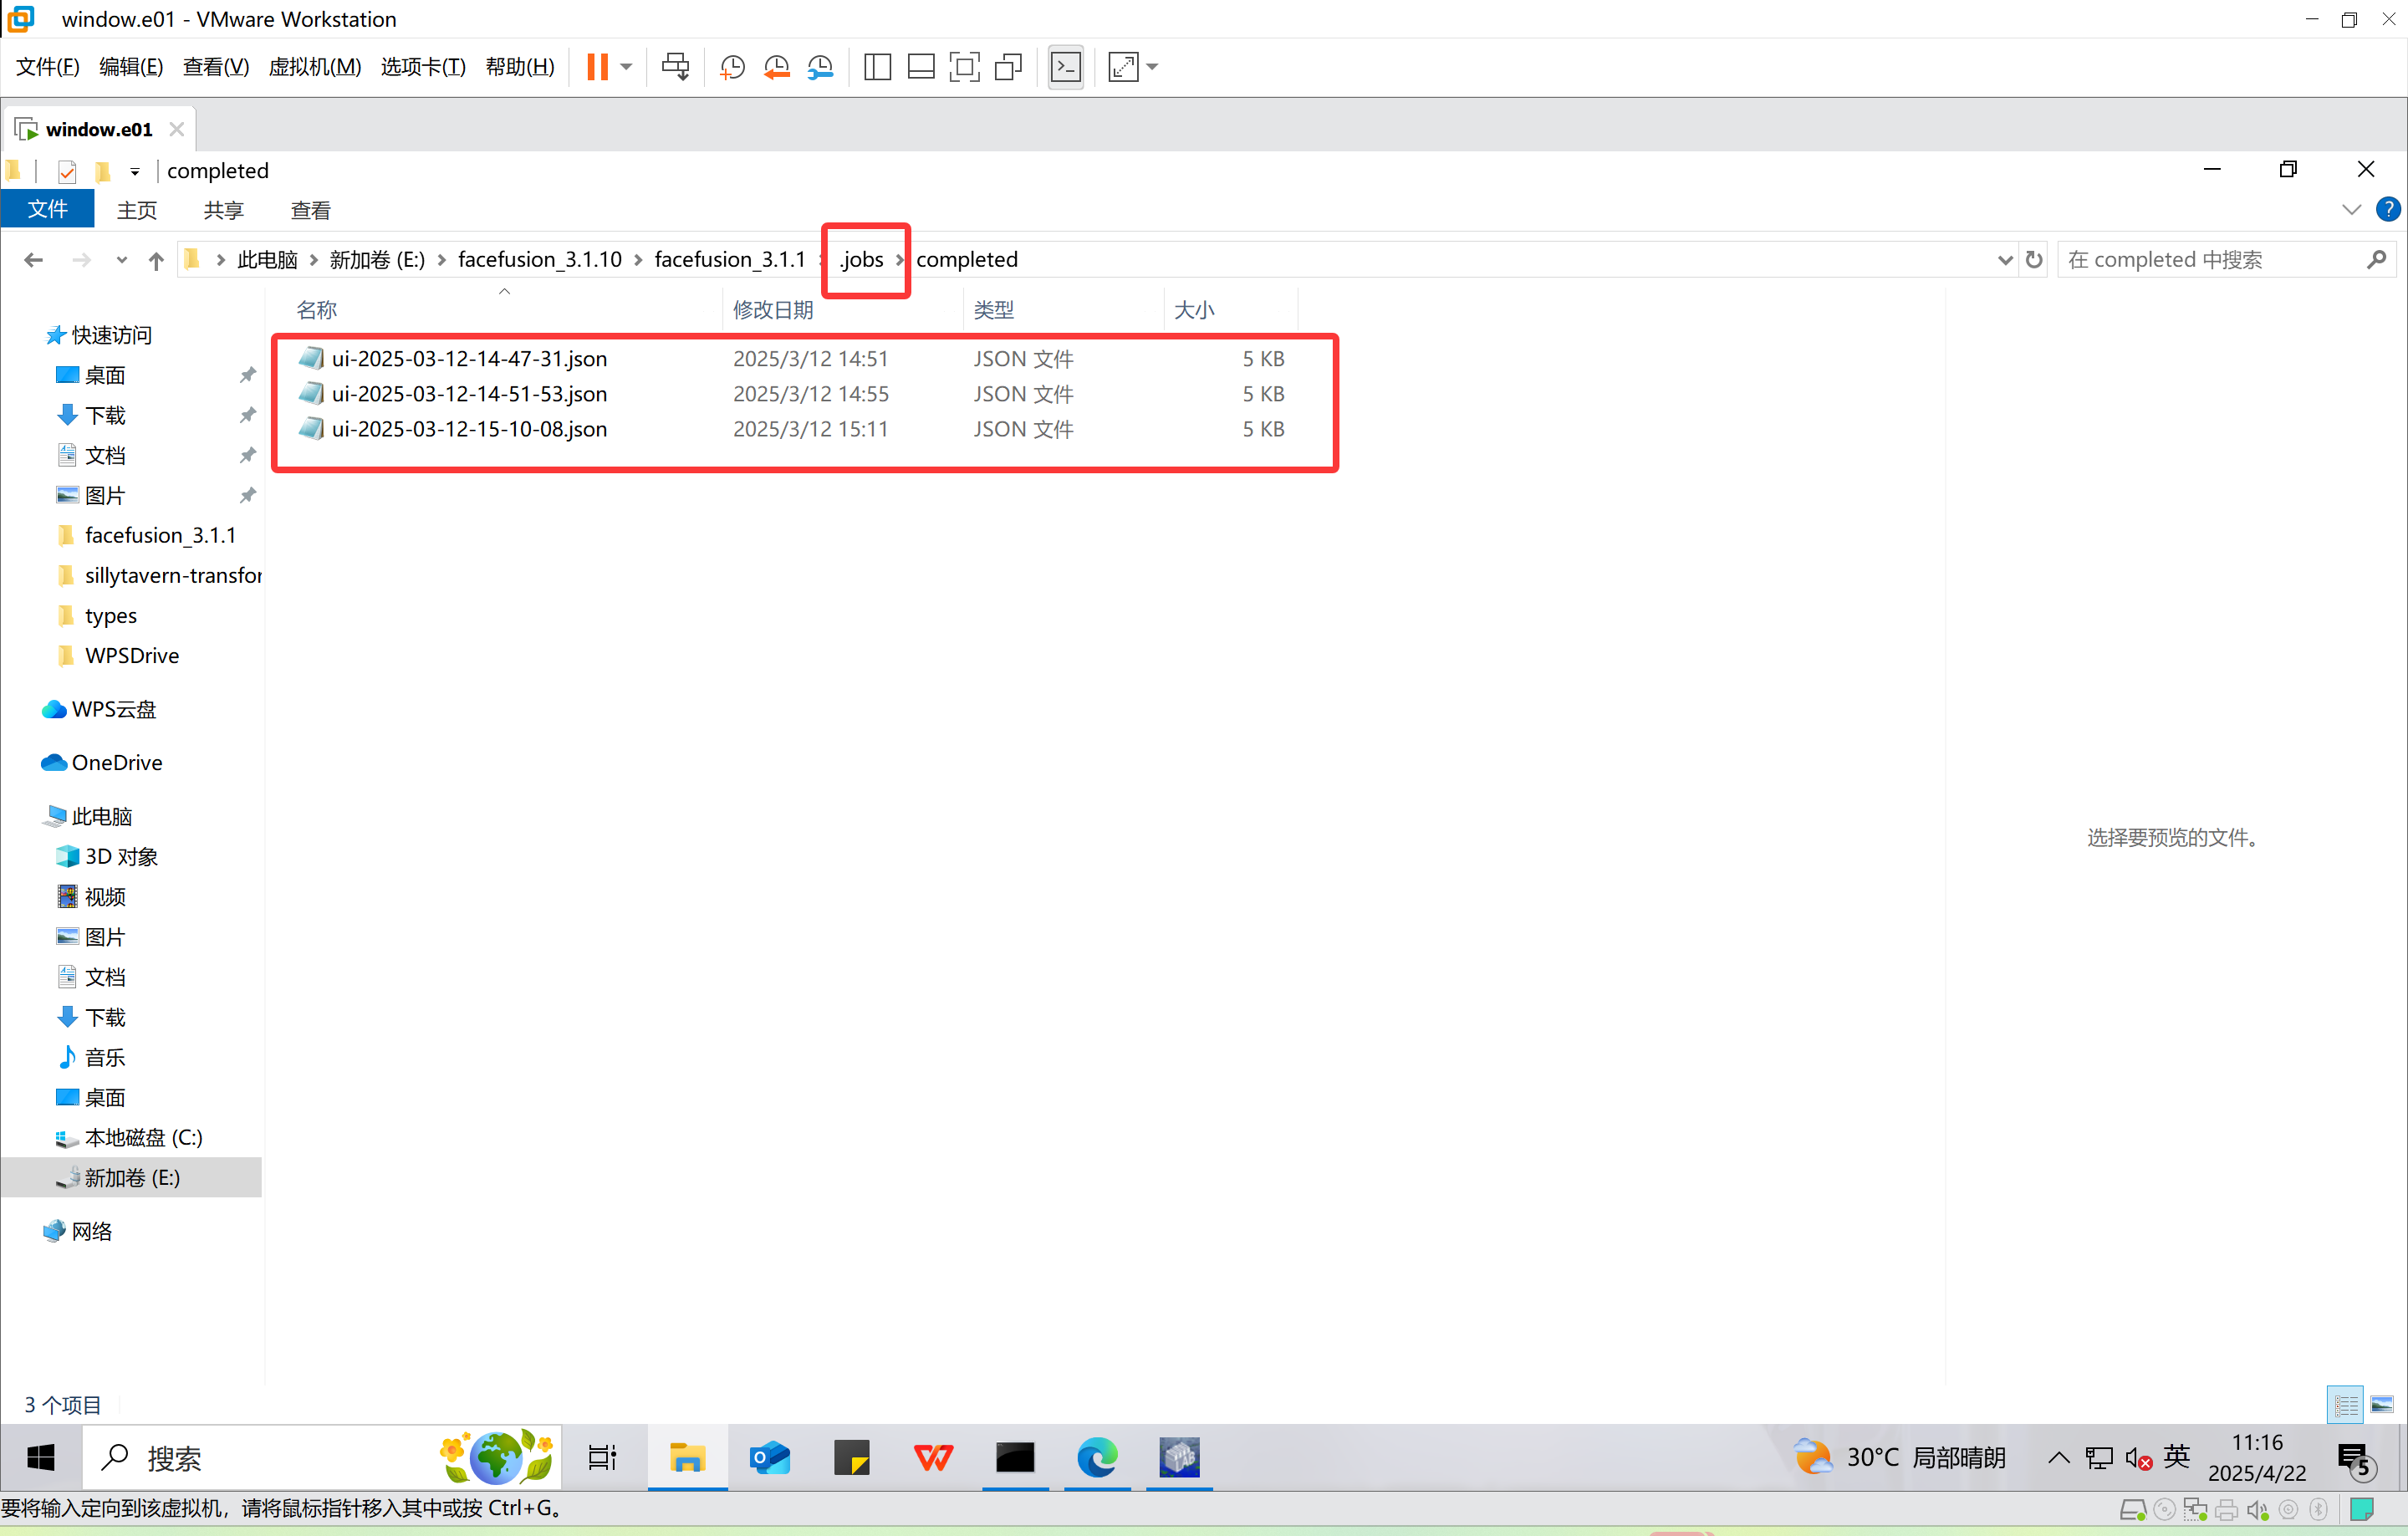 window.e01 - VMware Workstation
文件(F) 编辑(E) 查看(V) 虚拟机(M) 选项卡(T) 帮助(H)
window.e01
completed
文件 主页 共享 查看
此电脑 新加卷 (E:) facefusion_3.1.10 facefusion_3.1.1 .jobs completed
在 completed 中搜索
名称 修改日期 类型 大小
ui-2025-03-12-14-47-31.json 2025/3/12 14:51 JSON 文件 5 KB
ui-2025-03-12-14-51-53.json 2025/3/12 14:55 JSON 文件 5 KB
ui-2025-03-12-15-10-08.json 2025/3/12 15:11 JSON 文件 5 KB
快速访问
桌面
下载
文档
图片
facefusion_3.1.1
sillytavern-transfor
types
WPSDrive
WPS云盘
OneDrive
此电脑
3D 对象
视频
图片
文档
下载
音乐
桌面
本地磁盘 (C:)
新加卷 (E:)
网络
选择要预览的文件。
3 个项目
搜索
30°C 局部晴朗
英
11:16
2025/4/22
5
要将输入定向到该虚拟机，请将鼠标指针移入其中或按 Ctrl+G。